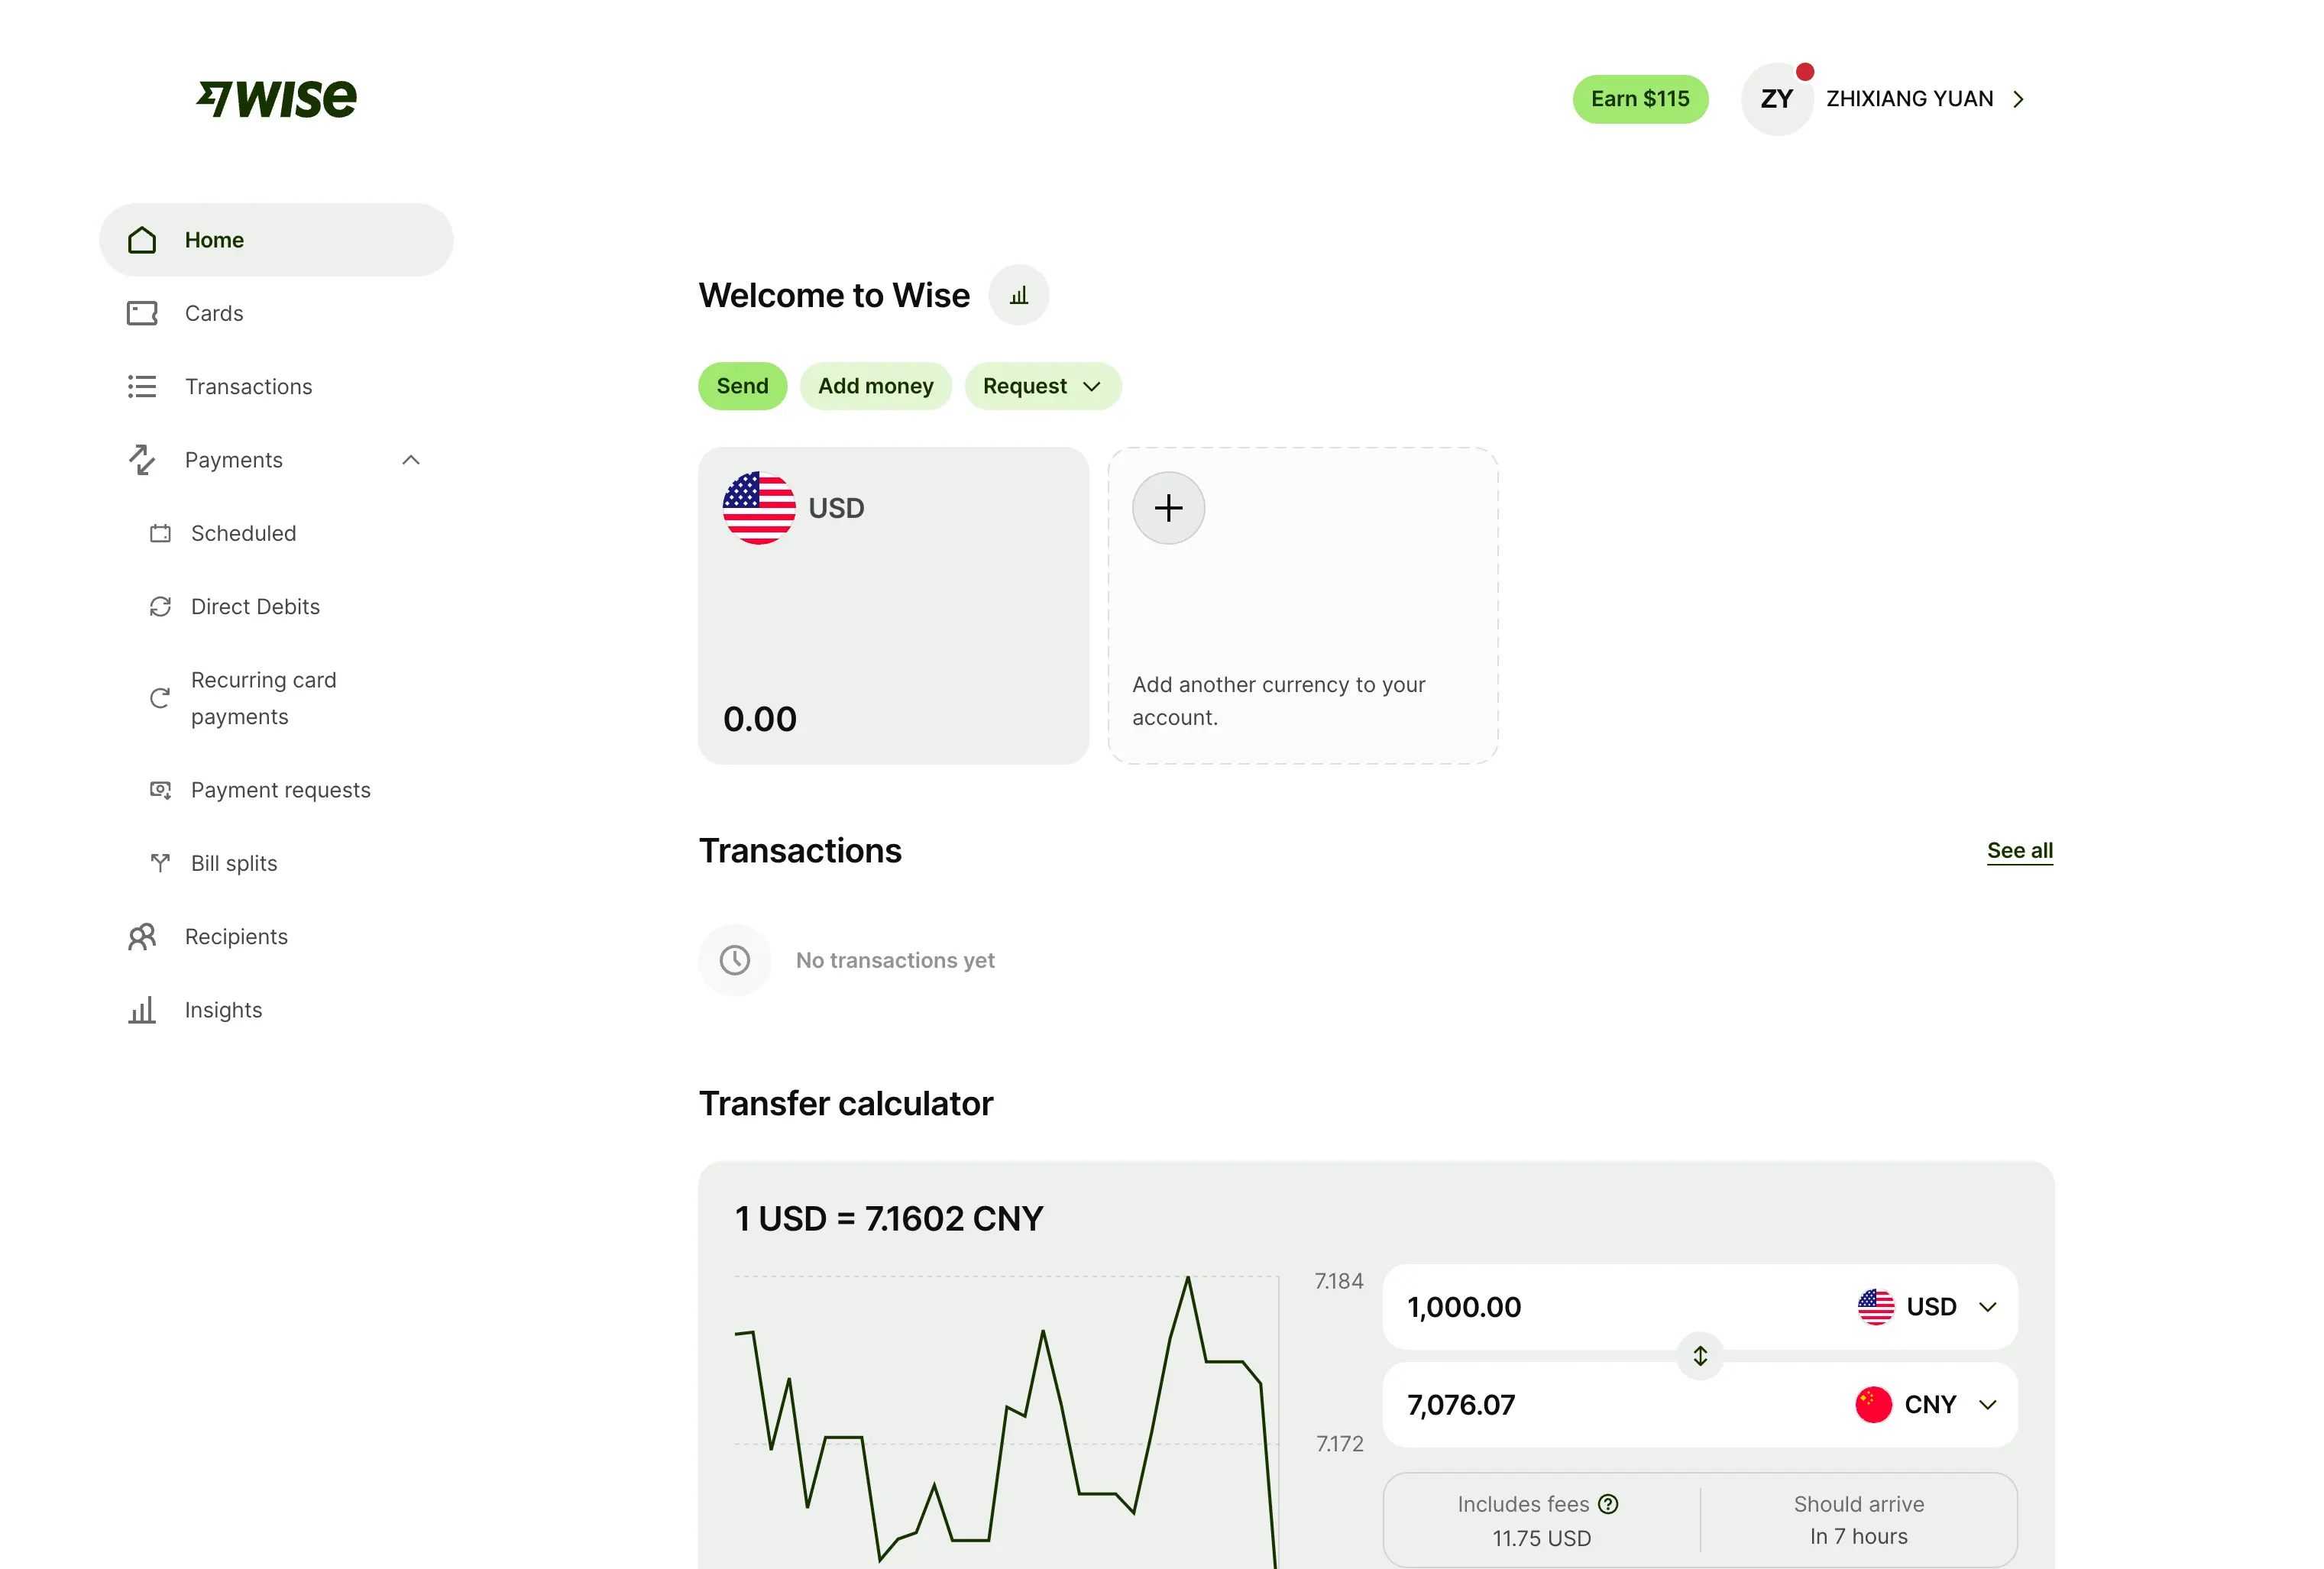 wise
Earn $115
ZY
ZHIXIANG YUAN
Home
Cards
Transactions
Payments
Scheduled
Direct Debits
Recurring card
payments
Payment requests
Bill splits
Recipients
Insights
Welcome to Wise
Send
Add money
Request
USD
0.00
Add another currency to your
account.
Transactions
See all
No transactions yet
Transfer calculator
1 USD = 7.1602 CNY
7.184
7.172
1,000.00
USD
7,076.07
CNY
Includes fees
11.75 USD
Should arrive
In 7 hours